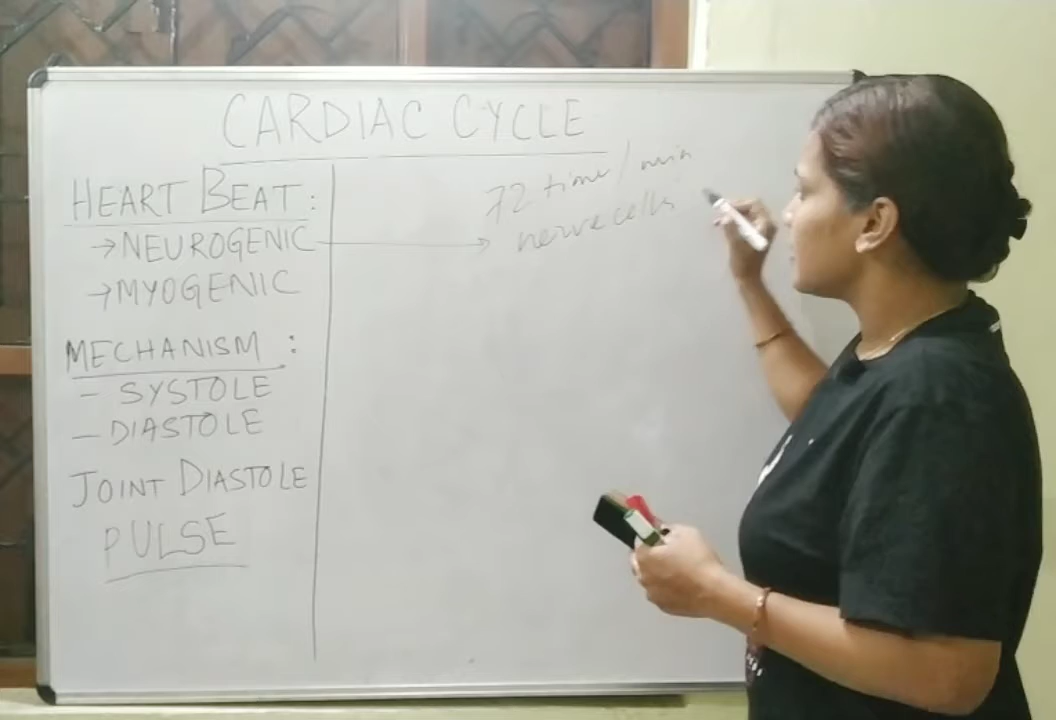 CARDIAC CYCLE
HEART BEAT:
→NEUROGENIC →
→MYOGENIC
MECHANISM:
- SYSTOLE
- DIASTOLE
JOINT DIASTOLE
PULSE
72 time/min
nerve cells